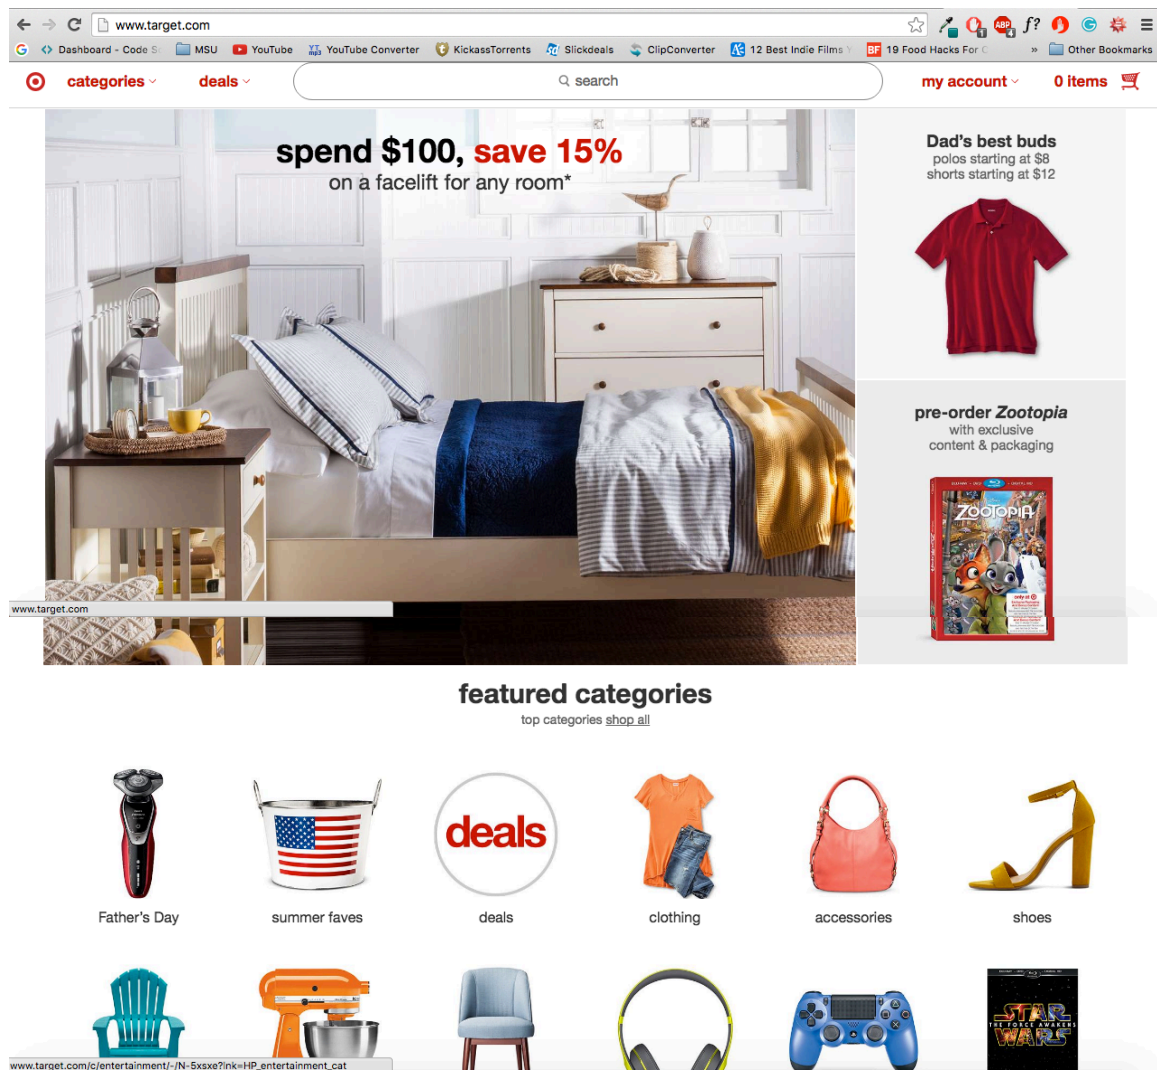 www.target.com
Dashboard - Code Sc
MSU
YouTube
YouTube Converter
KickassTorrents
Slickdeals
ClipConverter
12 Best Indie Films Y
BF
19 Food Hacks For C
»
Other Bookmarks
categories
deals
search
my account
0 items
spend $100, save 15%
on a facelift for any room*
Dad's best buds
polos starting at $8
shorts starting at $12
pre-order Zootopia
with exclusive
content & packaging
ZOOTOPIA
only at
www.target.com
featured categories
top categories shop all
deals
Father's Day
summer faves
deals
clothing
accessories
shoes
STAR
THE FORCE AWAKENS
WARS
www.target.com/c/entertainment/-/N-5xsxe?lnk=HP_entertainment_cat